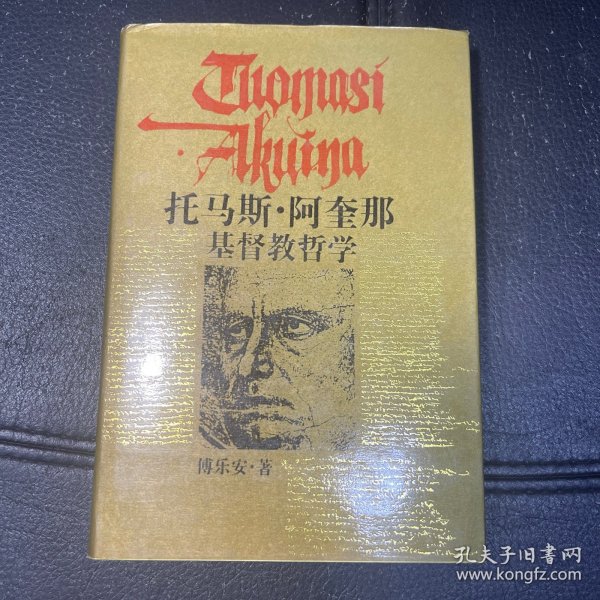 Thomasi
·Akuina
托马斯·阿奎那
基督教哲学
傅乐安·著
孔夫子旧书网
www.kongfz.com